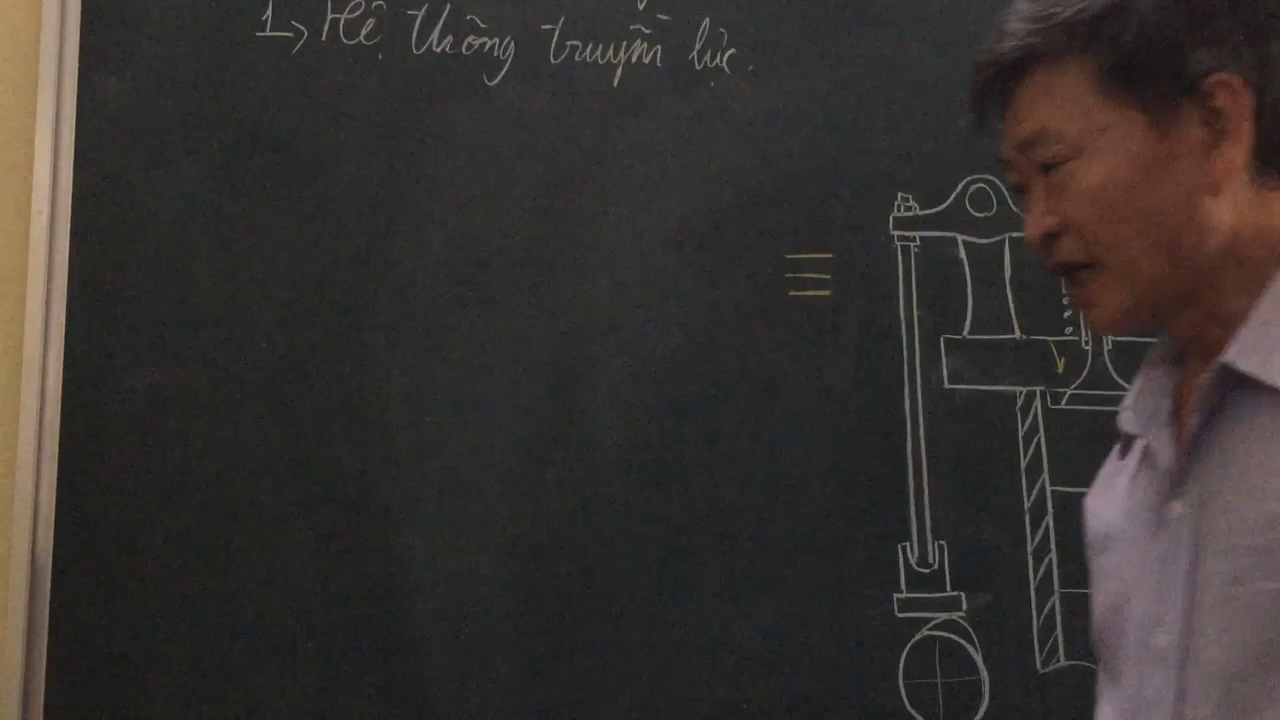 1, Hệ thống truyền lực.